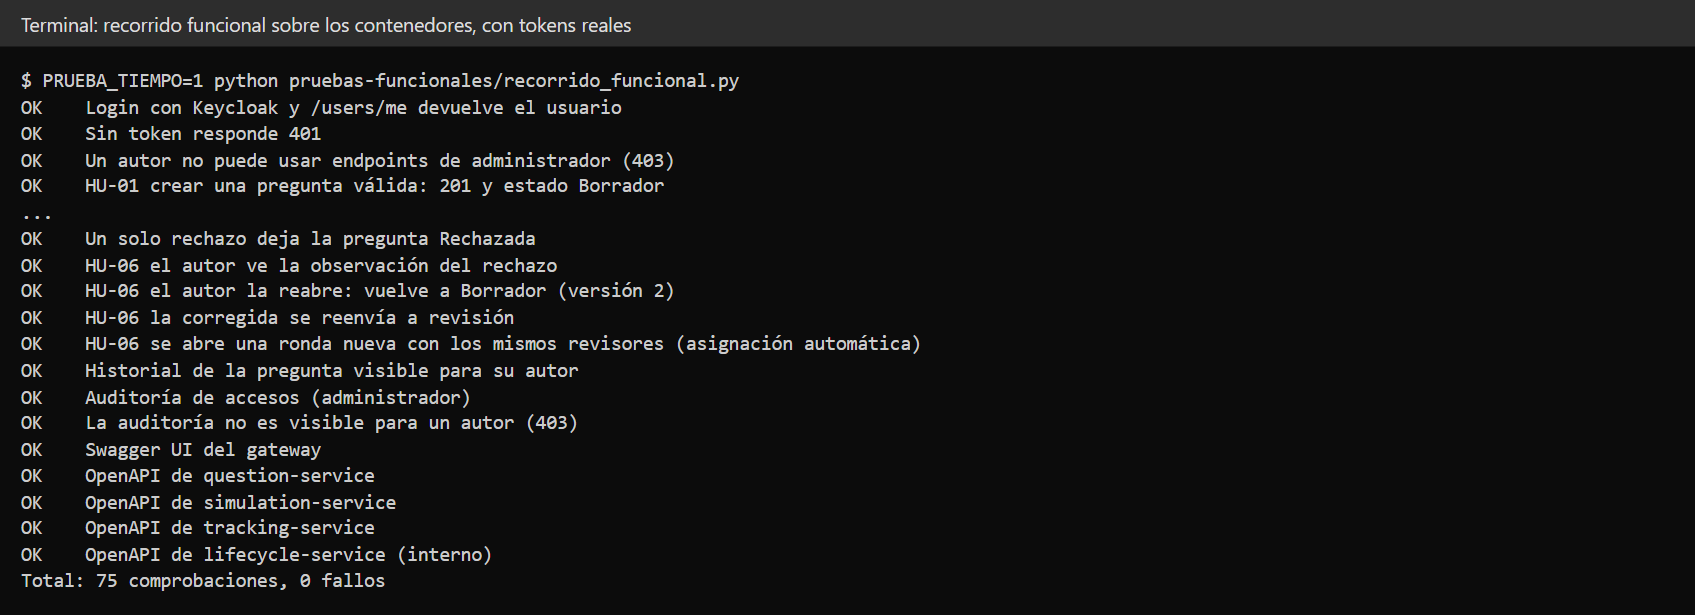 Terminal: recorrido funcional sobre los contenedores, con tokens reales
$ PRUEBA_TIEMPO=1 python pruebas-funcionales/recorrido_funcional.py
OK    Login con Keycloak y /users/me devuelve el usuario
OK    Sin token responde 401
OK    Un autor no puede usar endpoints de administrador (403)
OK    HU-01 crear una pregunta válida: 201 y estado Borrador
...
OK    Un solo rechazo deja la pregunta Rechazada
OK    HU-06 el autor ve la observación del rechazo
OK    HU-06 el autor la reabre: vuelve a Borrador (versión 2)
OK    HU-06 la corregida se reenvía a revisión
OK    HU-06 se abre una ronda nueva con los mismos revisores (asignación automática)
OK    Historial de la pregunta visible para su autor
OK    Auditoría de accesos (administrador)
OK    La auditoría no es visible para un autor (403)
OK    Swagger UI del gateway
OK    OpenAPI de question-service
OK    OpenAPI de simulation-service
OK    OpenAPI de tracking-service
OK    OpenAPI de lifecycle-service (interno)
Total: 75 comprobaciones, 0 fallos